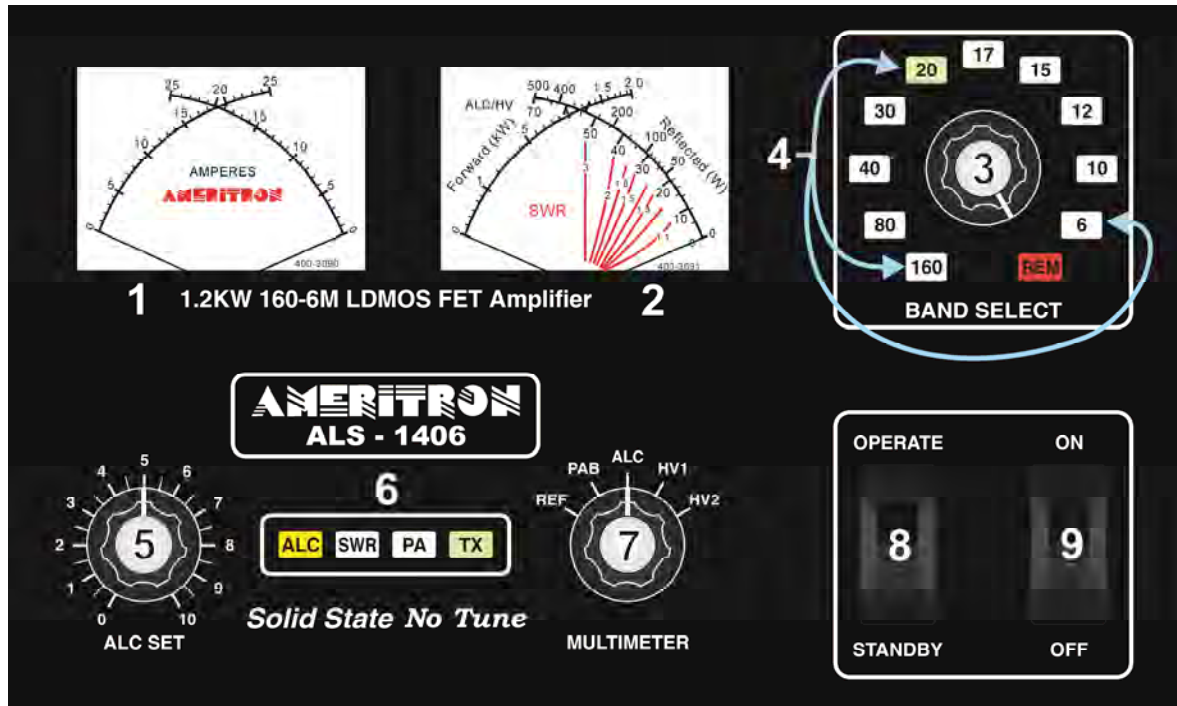 25 20 25
15 15
10 10
5 5
0 0
AMPERES
AMERITRON
400-3090
500 400 1.5 2.0
ALC/HV
70 200
5 50 100
Forward (kW)
Reflected (W)
40 50
30
1 20
10
0 0
3 2 1.8 1.5 1.3 1.1
SWR
400-3091
1 1.2KW 160-6M LDMOS FET Amplifier 2
17
20 15
30 12
4 40 3 10
80 6
160 REM
BAND SELECT
AMERITRON
ALS - 1406
0 1 2 3 4 5 6 7 8 9 10
5
ALC SET
6
ALC SWR PA TX
Solid State No Tune
REF PAB ALC HV1 HV2
7
MULTIMETER
OPERATE ON
8 9
STANDBY OFF